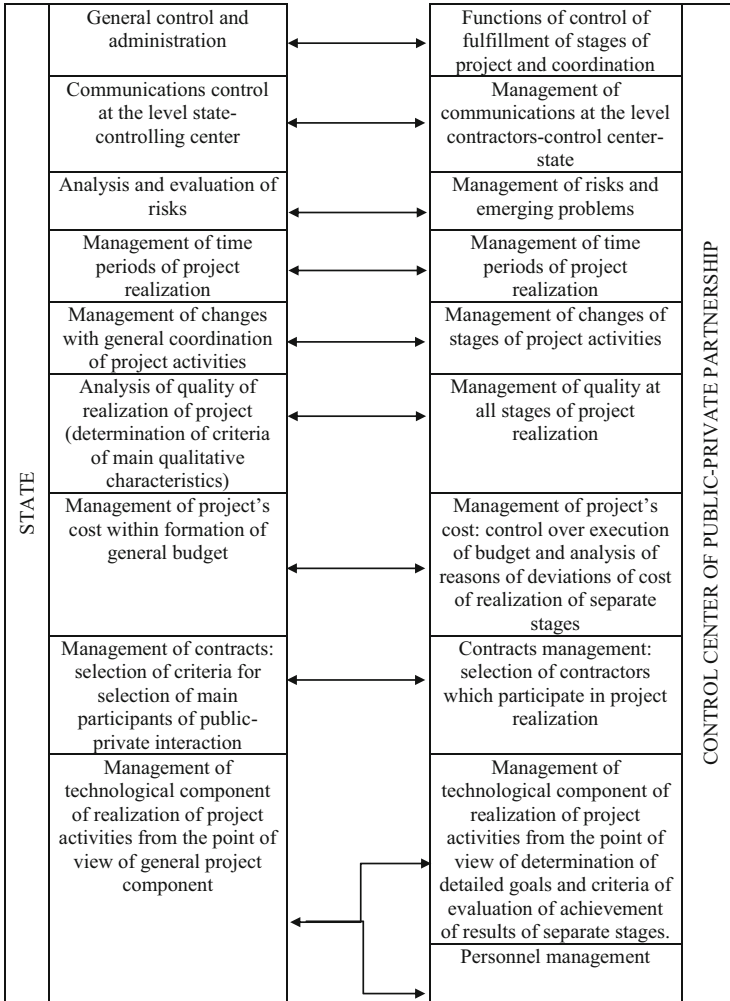 STATE
General control and
administration
Functions of control of
fulfillment of stages of
project and coordination
Communications control
at the level state-
controlling center
Management of
communications at the level
contractors-control center-
state
Analysis and evaluation of
risks
Management of risks and
emerging problems
Management of time
periods of project
realization
Management of time
periods of project
realization
Management of changes
with general coordination
of project activities
Management of changes of
stages of project activities
Analysis of quality of
realization of project
(determination of criteria
of main qualitative
characteristics)
Management of quality at
all stages of project
realization
Management of project's
cost within formation of
general budget
Management of project's
cost: control over execution
of budget and analysis of
reasons of deviations of cost
of realization of separate
stages
Management of contracts:
selection of criteria for
selection of main
participants of public-
private interaction
Contracts management:
selection of contractors
which participate in project
realization
Management of
technological component
of realization of project
activities from the point of
view of general project
component
Management of
technological component of
realization of project
activities from the point of
view of determination of
detailed goals and criteria of
evaluation of achievement
of results of separate stages.
Personnel management
CONTROL CENTER OF PUBLIC-PRIVATE PARTNERSHIP